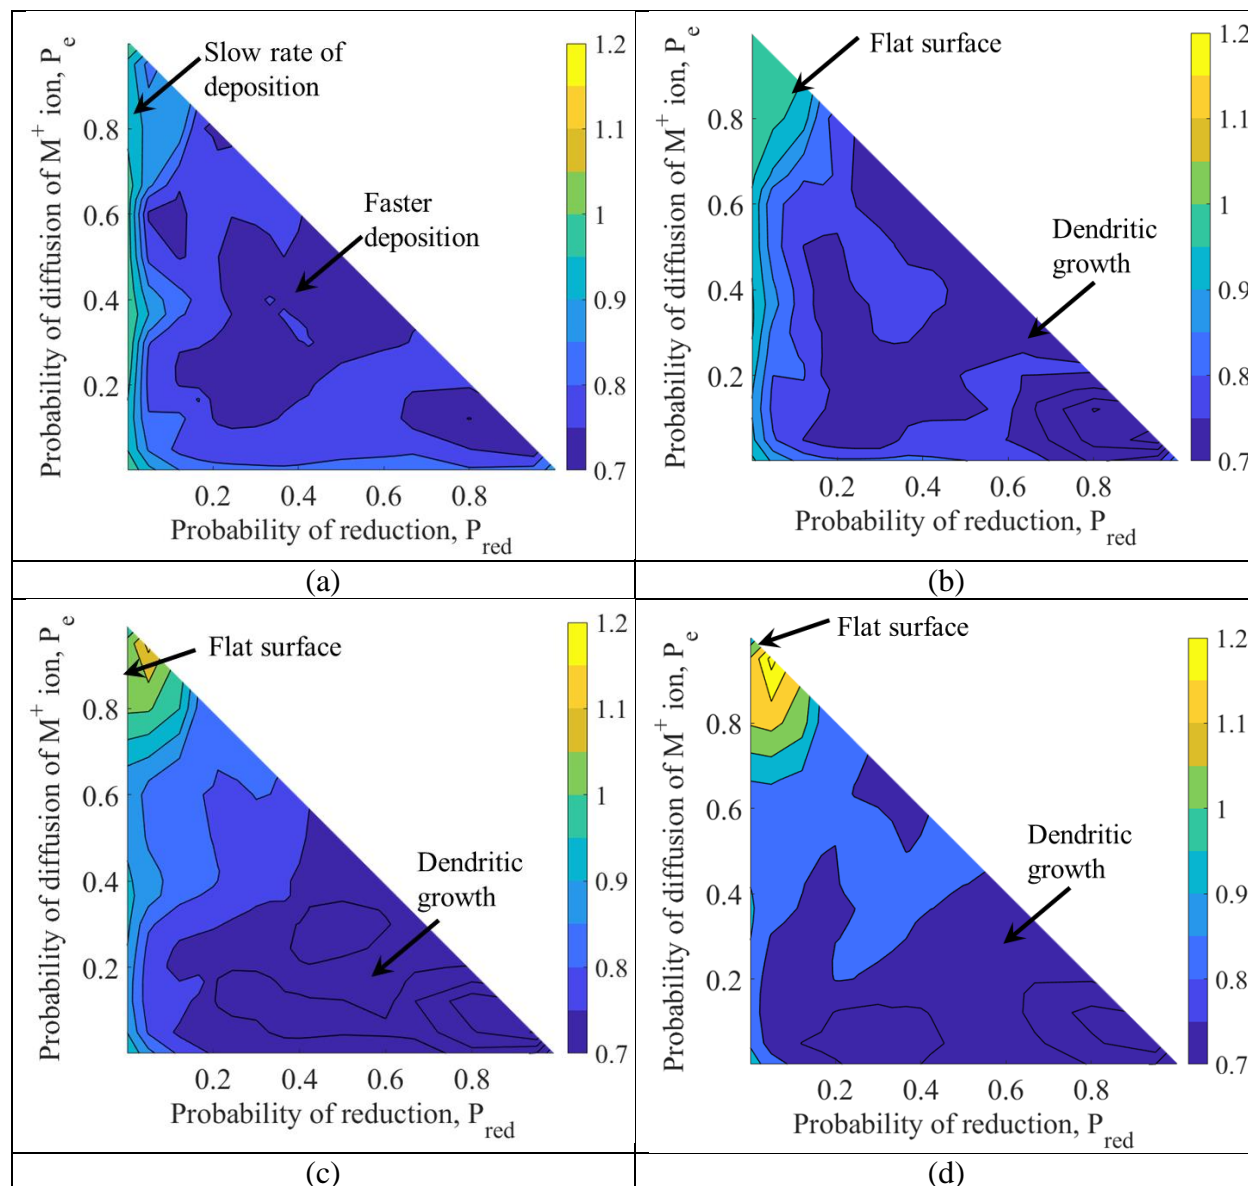 Slow rate of
deposition
Faster
deposition
Probability of diffusion of M+ ion, Pe
0.8
0.6
0.4
0.2
0.2 0.4 0.6 0.8
Probability of reduction, Pred
1.2
1.1
1
0.9
0.8
0.7
(a)
Flat surface
Dendritic
growth
Probability of diffusion of M+ ion, Pe
0.8
0.6
0.4
0.2
0.2 0.4 0.6 0.8
Probability of reduction, Pred
1.2
1.1
1
0.9
0.8
0.7
(b)
Flat surface
Dendritic
growth
Probability of diffusion of M+ ion, Pe
0.8
0.6
0.4
0.2
0.2 0.4 0.6 0.8
Probability of reduction, Pred
1.2
1.1
1
0.9
0.8
0.7
(c)
Flat surface
Dendritic
growth
Probability of diffusion of M+ ion, Pe
0.8
0.6
0.4
0.2
0.2 0.4 0.6 0.8
Probability of reduction, Pred
1.2
1.1
1
0.9
0.8
0.7
(d)